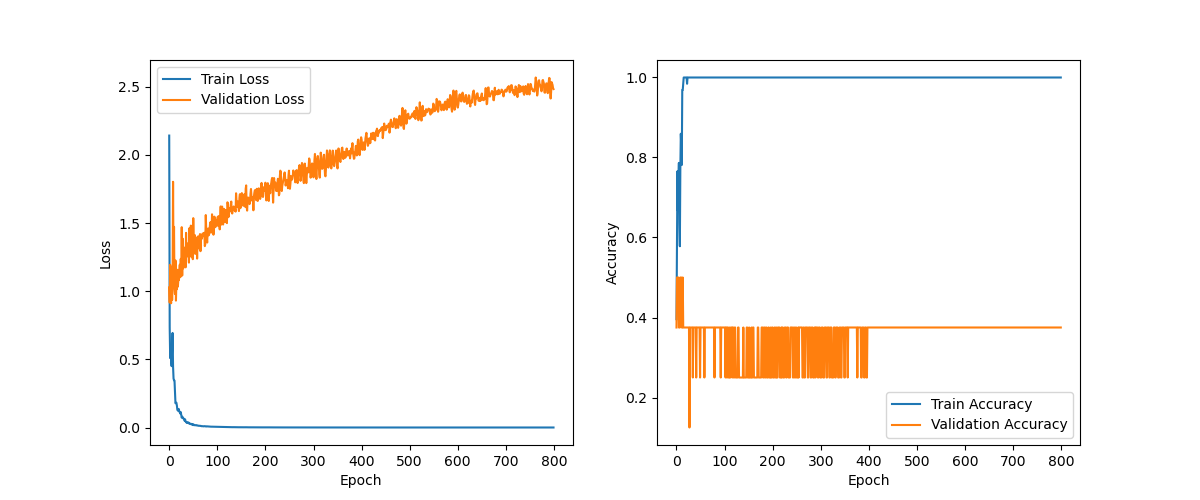 Train Loss
Validation Loss
2.5
2.0
1.5
1.0
0.5
0.0
Loss
0 100 200 300 400 500 600 700 800
Epoch
1.0
0.8
0.6
0.4
0.2
Accuracy
Train Accuracy
Validation Accuracy
0 100 200 300 400 500 600 700 800
Epoch